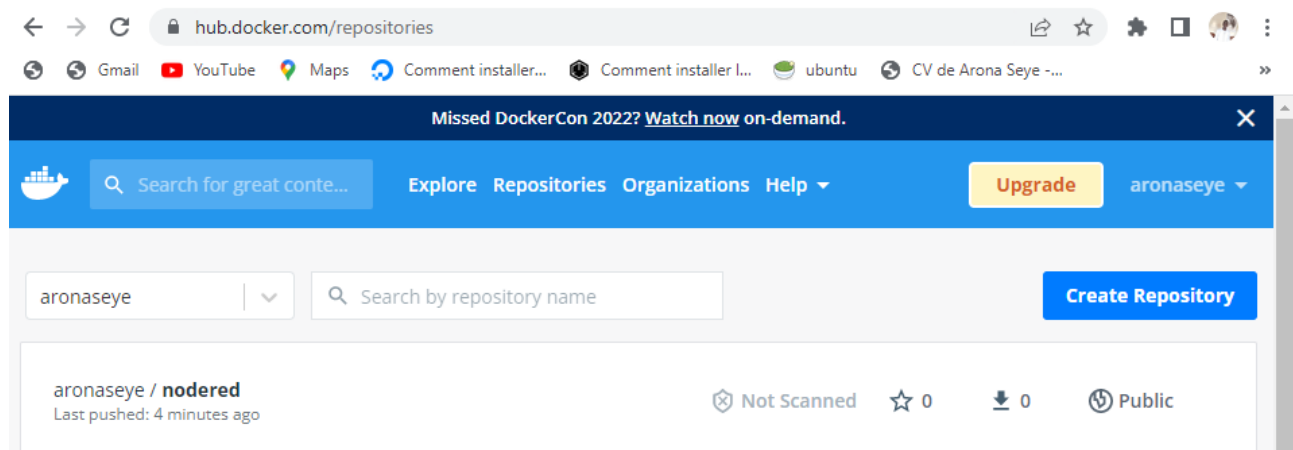 hub.docker.com/repositories
Gmail YouTube Maps Comment installer... Comment installer l... ubuntu CV de Arona Seye -... »
Missed DockerCon 2022? Watch now on-demand.
Search for great conte... Explore Repositories Organizations Help Upgrade aronaseye
aronaseye Search by repository name Create Repository
aronaseye / nodered Not Scanned 0 0 Public
Last pushed: 4 minutes ago